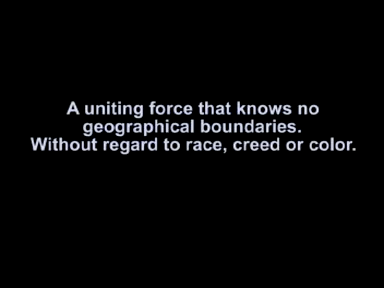 A uniting force that knows no
geographical boundaries.
Without regard to race, creed or color.